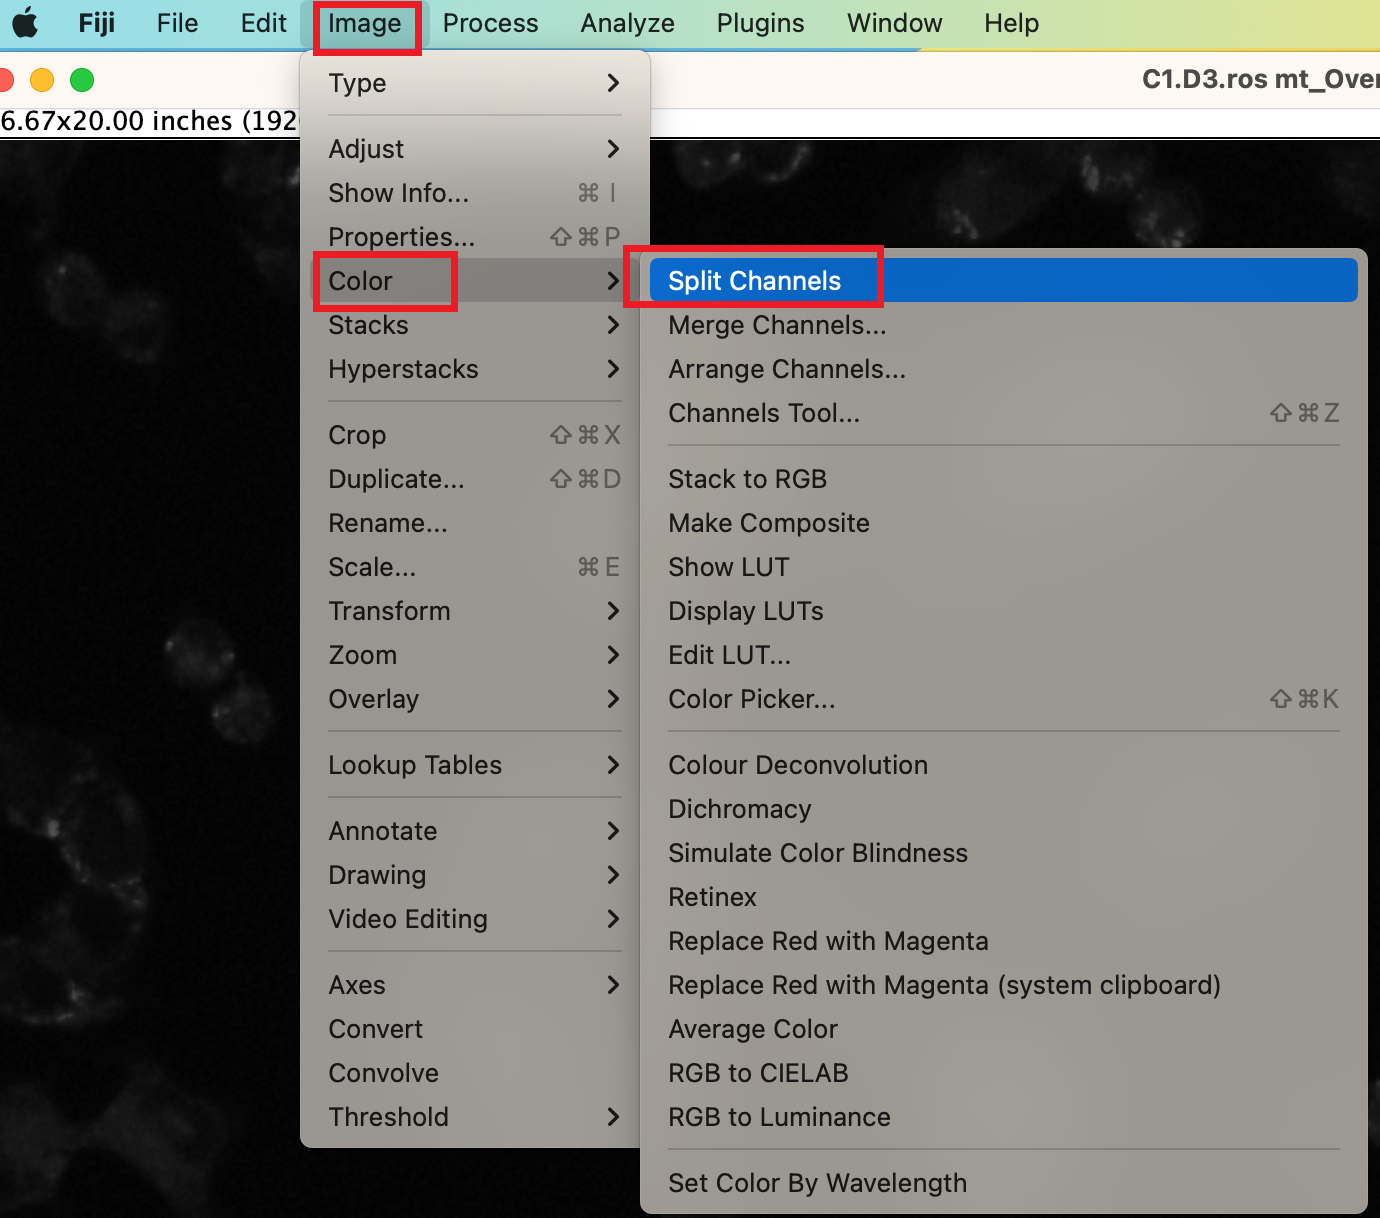 Fiji File Edit Image Process Analyze Plugins Window Help
C1.D3.ros mt_Over
6.67x20.00 inches (192
Type
Adjust
Show Info... ⌘ I
Properties... ⇧⌘P
Color
Stacks
Hyperstacks
Crop ⇧⌘X
Duplicate... ⇧⌘D
Rename...
Scale... ⌘E
Transform
Zoom
Overlay
Lookup Tables
Annotate
Drawing
Video Editing
Axes
Convert
Convolve
Threshold
Split Channels
Merge Channels...
Arrange Channels...
Channels Tool... ⇧⌘Z
Stack to RGB
Make Composite
Show LUT
Display LUTs
Edit LUT...
Color Picker... ⇧⌘K
Colour Deconvolution
Dichromacy
Simulate Color Blindness
Retinex
Replace Red with Magenta
Replace Red with Magenta (system clipboard)
Average Color
RGB to CIELAB
RGB to Luminance
Set Color By Wavelength